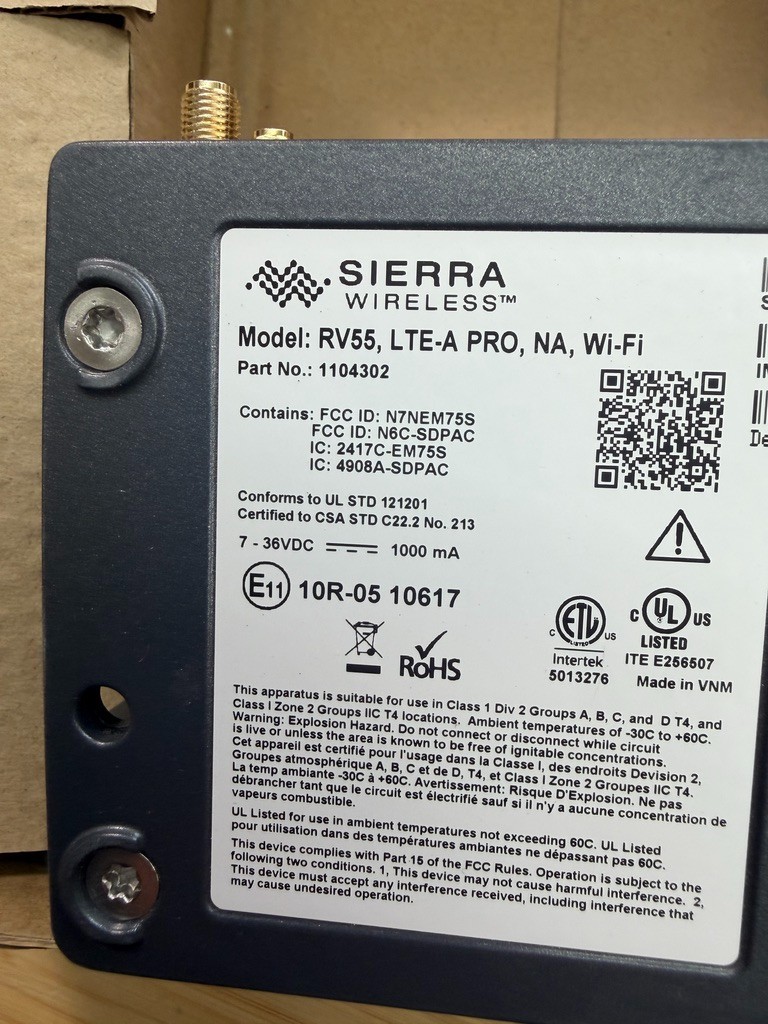 SIERRA
WIRELESS™
Model: RV55, LTE-A PRO, NA, Wi-Fi
Part No.: 1104302
Contains: FCC ID: N7NEM75S
FCC ID: N6C-SDPAC
IC: 2417C-EM75S
IC: 4908A-SDPAC
Conforms to UL STD 121201
Certified to CSA STD C22.2 No. 213
7 - 36VDC 1000 mA
E11 10R-05 10617
RoHS
C ETL US
Intertek
5013276
C UL US
LISTED
ITE E256507
Made in VNM
This apparatus is suitable for use in Class 1 Div 2 Groups A, B, C, and D T4, and
Class I Zone 2 Groups IIC T4 locations. Ambient temperatures of -30C to +60C.
Warning: Explosion Hazard. Do not connect or disconnect while circuit
is live or unless the area is known to be free of ignitable concentrations.
Cet appareil est certifié pour l'usage dans la Classe I, des endroits Devision 2,
Groupes atmosphérique A, B, C et de D, T4, et Class I Zone 2 Groupes IIC T4.
La temp ambiante -30C à +60C. Avertissement: Risque D'Explosion. Ne pas
débrancher tant que le circuit est électrifié sauf si il n'y a aucune concentration de
vapeurs combustible.
UL Listed for use in ambient temperatures not exceeding 60C. UL Listed
pour utilisation dans des températures ambiantes ne dépassant pas 60C.
This device complies with Part 15 of the FCC Rules. Operation is subject to the
following two conditions. 1, This device may not cause harmful interference. 2,
This device must accept any interference received, including interference that
may cause undesired operation.